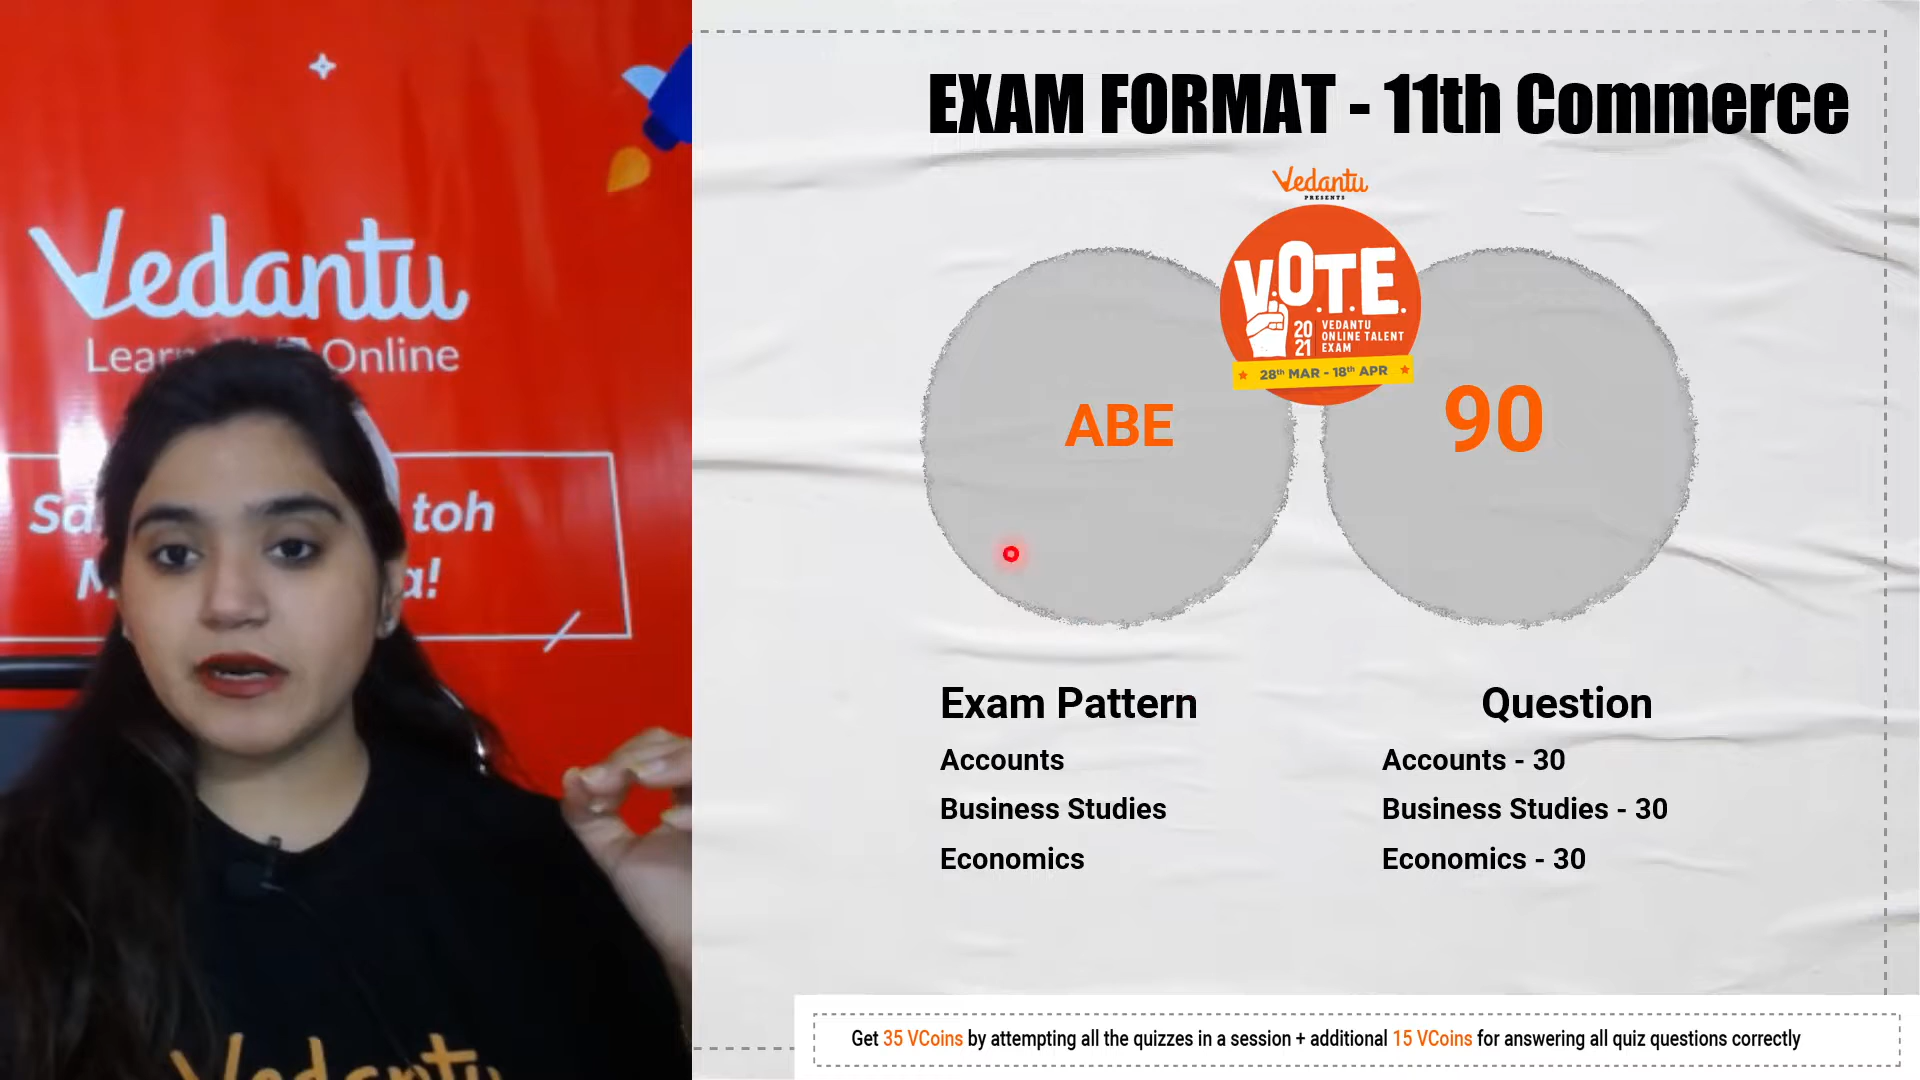 Vedantu
Online
toh
EXAM FORMAT - 11th Commerce
Vedantu
PRESENTS
V.O.T.E.
20
21
VEDANTU
ONLINE TALENT
EXAM
28th MAR - 18th APR
ABE
90
Exam Pattern
Question
Accounts
Accounts - 30
Business Studies
Business Studies - 30
Economics
Economics - 30
Get 35 VCoins by attempting all the quizzes in a session + additional 15 VCoins for answering all quiz questions correctly
Vedantu